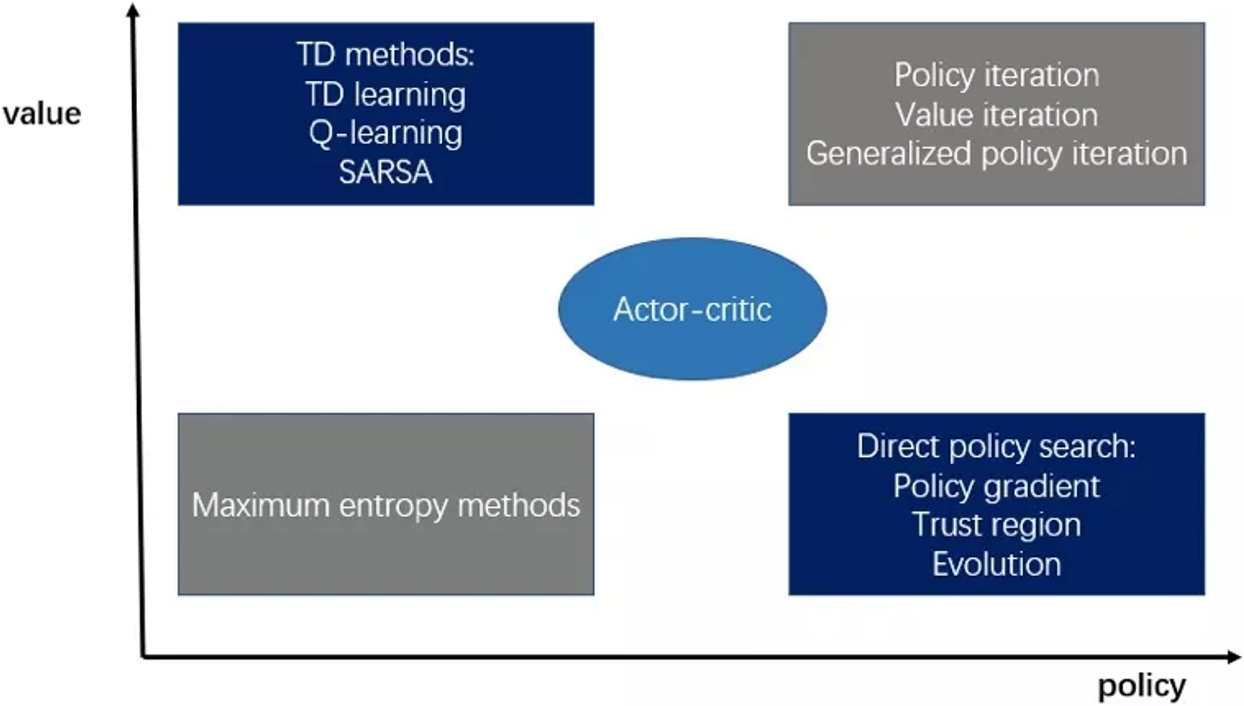 value
TD methods:
TD learning
Q-learning
SARSA
Policy iteration
Value iteration
Generalized policy iteration
Actor-critic
Maximum entropy methods
Direct policy search:
Policy gradient
Trust region
Evolution
policy